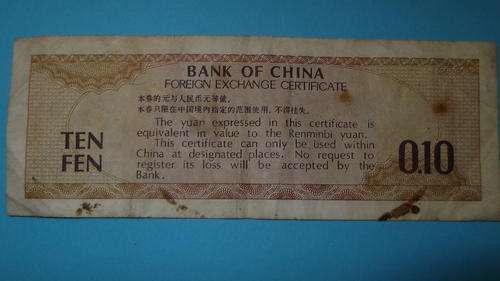 BANK OF CHINA
FOREIGN EXCHANGE CERTIFICATE
本券的元与人民币元等值。
本券只限在中国境内指定的范围使用，不得挂失。
The yuan expressed in this certificate is
equivalent in value to the Renminbi yuan.
This certificate can only be used within
China at designated places. No request to
register its loss will be accepted by the
Bank.
TEN
FEN
0.10